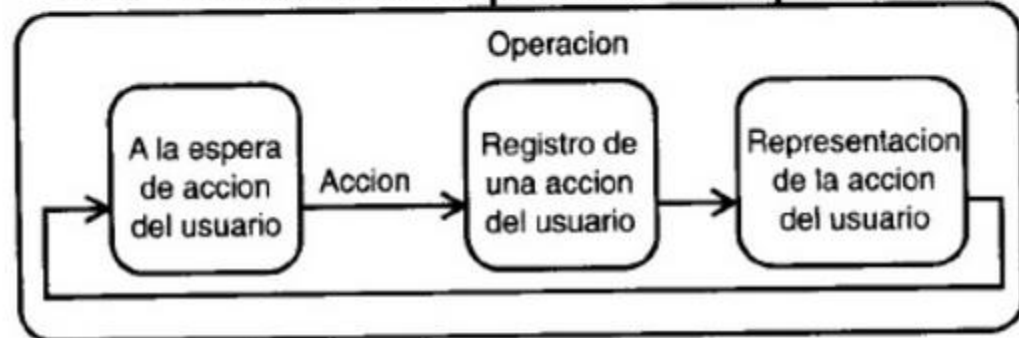 Operacion
A la espera
de accion
del usuario
Accion
Registro de
una accion
del usuario
Representacion
de la accion
del usuario